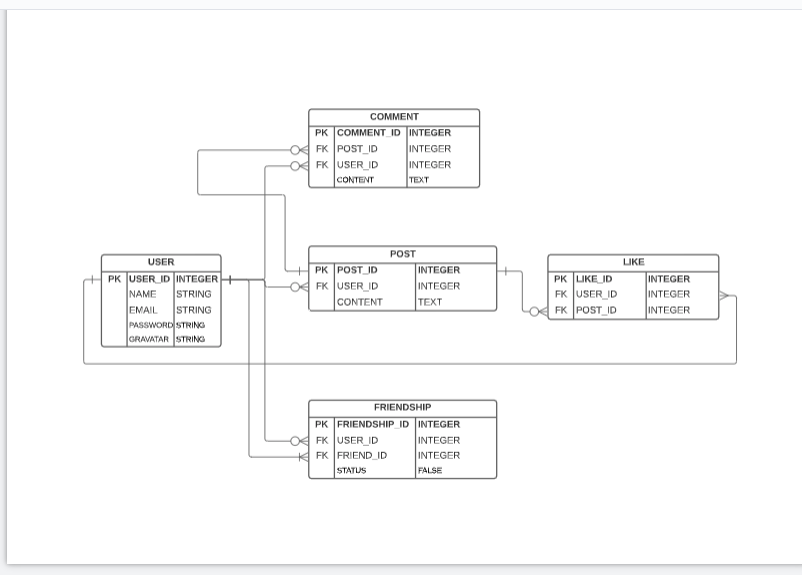 COMMENT
PK COMMENT_ID INTEGER
FK POST_ID INTEGER
FK USER_ID INTEGER
CONTENT TEXT
USER
PK USER_ID INTEGER
NAME STRING
EMAIL STRING
PASSWORD STRING
GRAVATAR STRING
POST
PK POST_ID INTEGER
FK USER_ID INTEGER
CONTENT TEXT
LIKE
PK LIKE_ID INTEGER
FK USER_ID INTEGER
FK POST_ID INTEGER
FRIENDSHIP
PK FRIENDSHIP_ID INTEGER
FK USER_ID INTEGER
FK FRIEND_ID INTEGER
STATUS FALSE